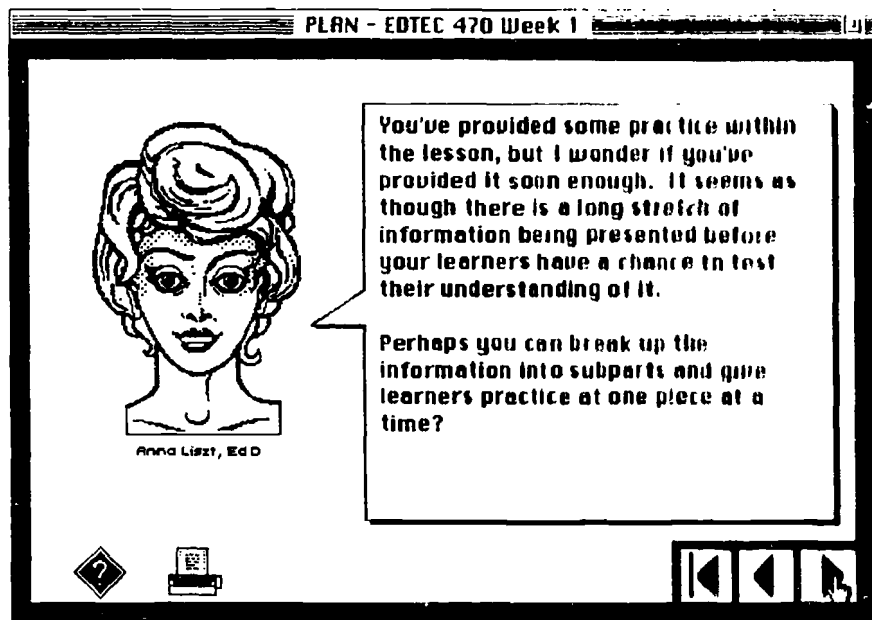 PLAN - EDTEC 470 Week 1
You've provided some practice within
the lesson, but I wonder if you've
provided it soon enough. It seems as
though there is a long stretch of
information being presented before
your learners have a chance to test
their understanding of it.
Perhaps you can break up the
information into subparts and give
learners practice at one piece at a
time?
Anna Liszt, Ed D
?